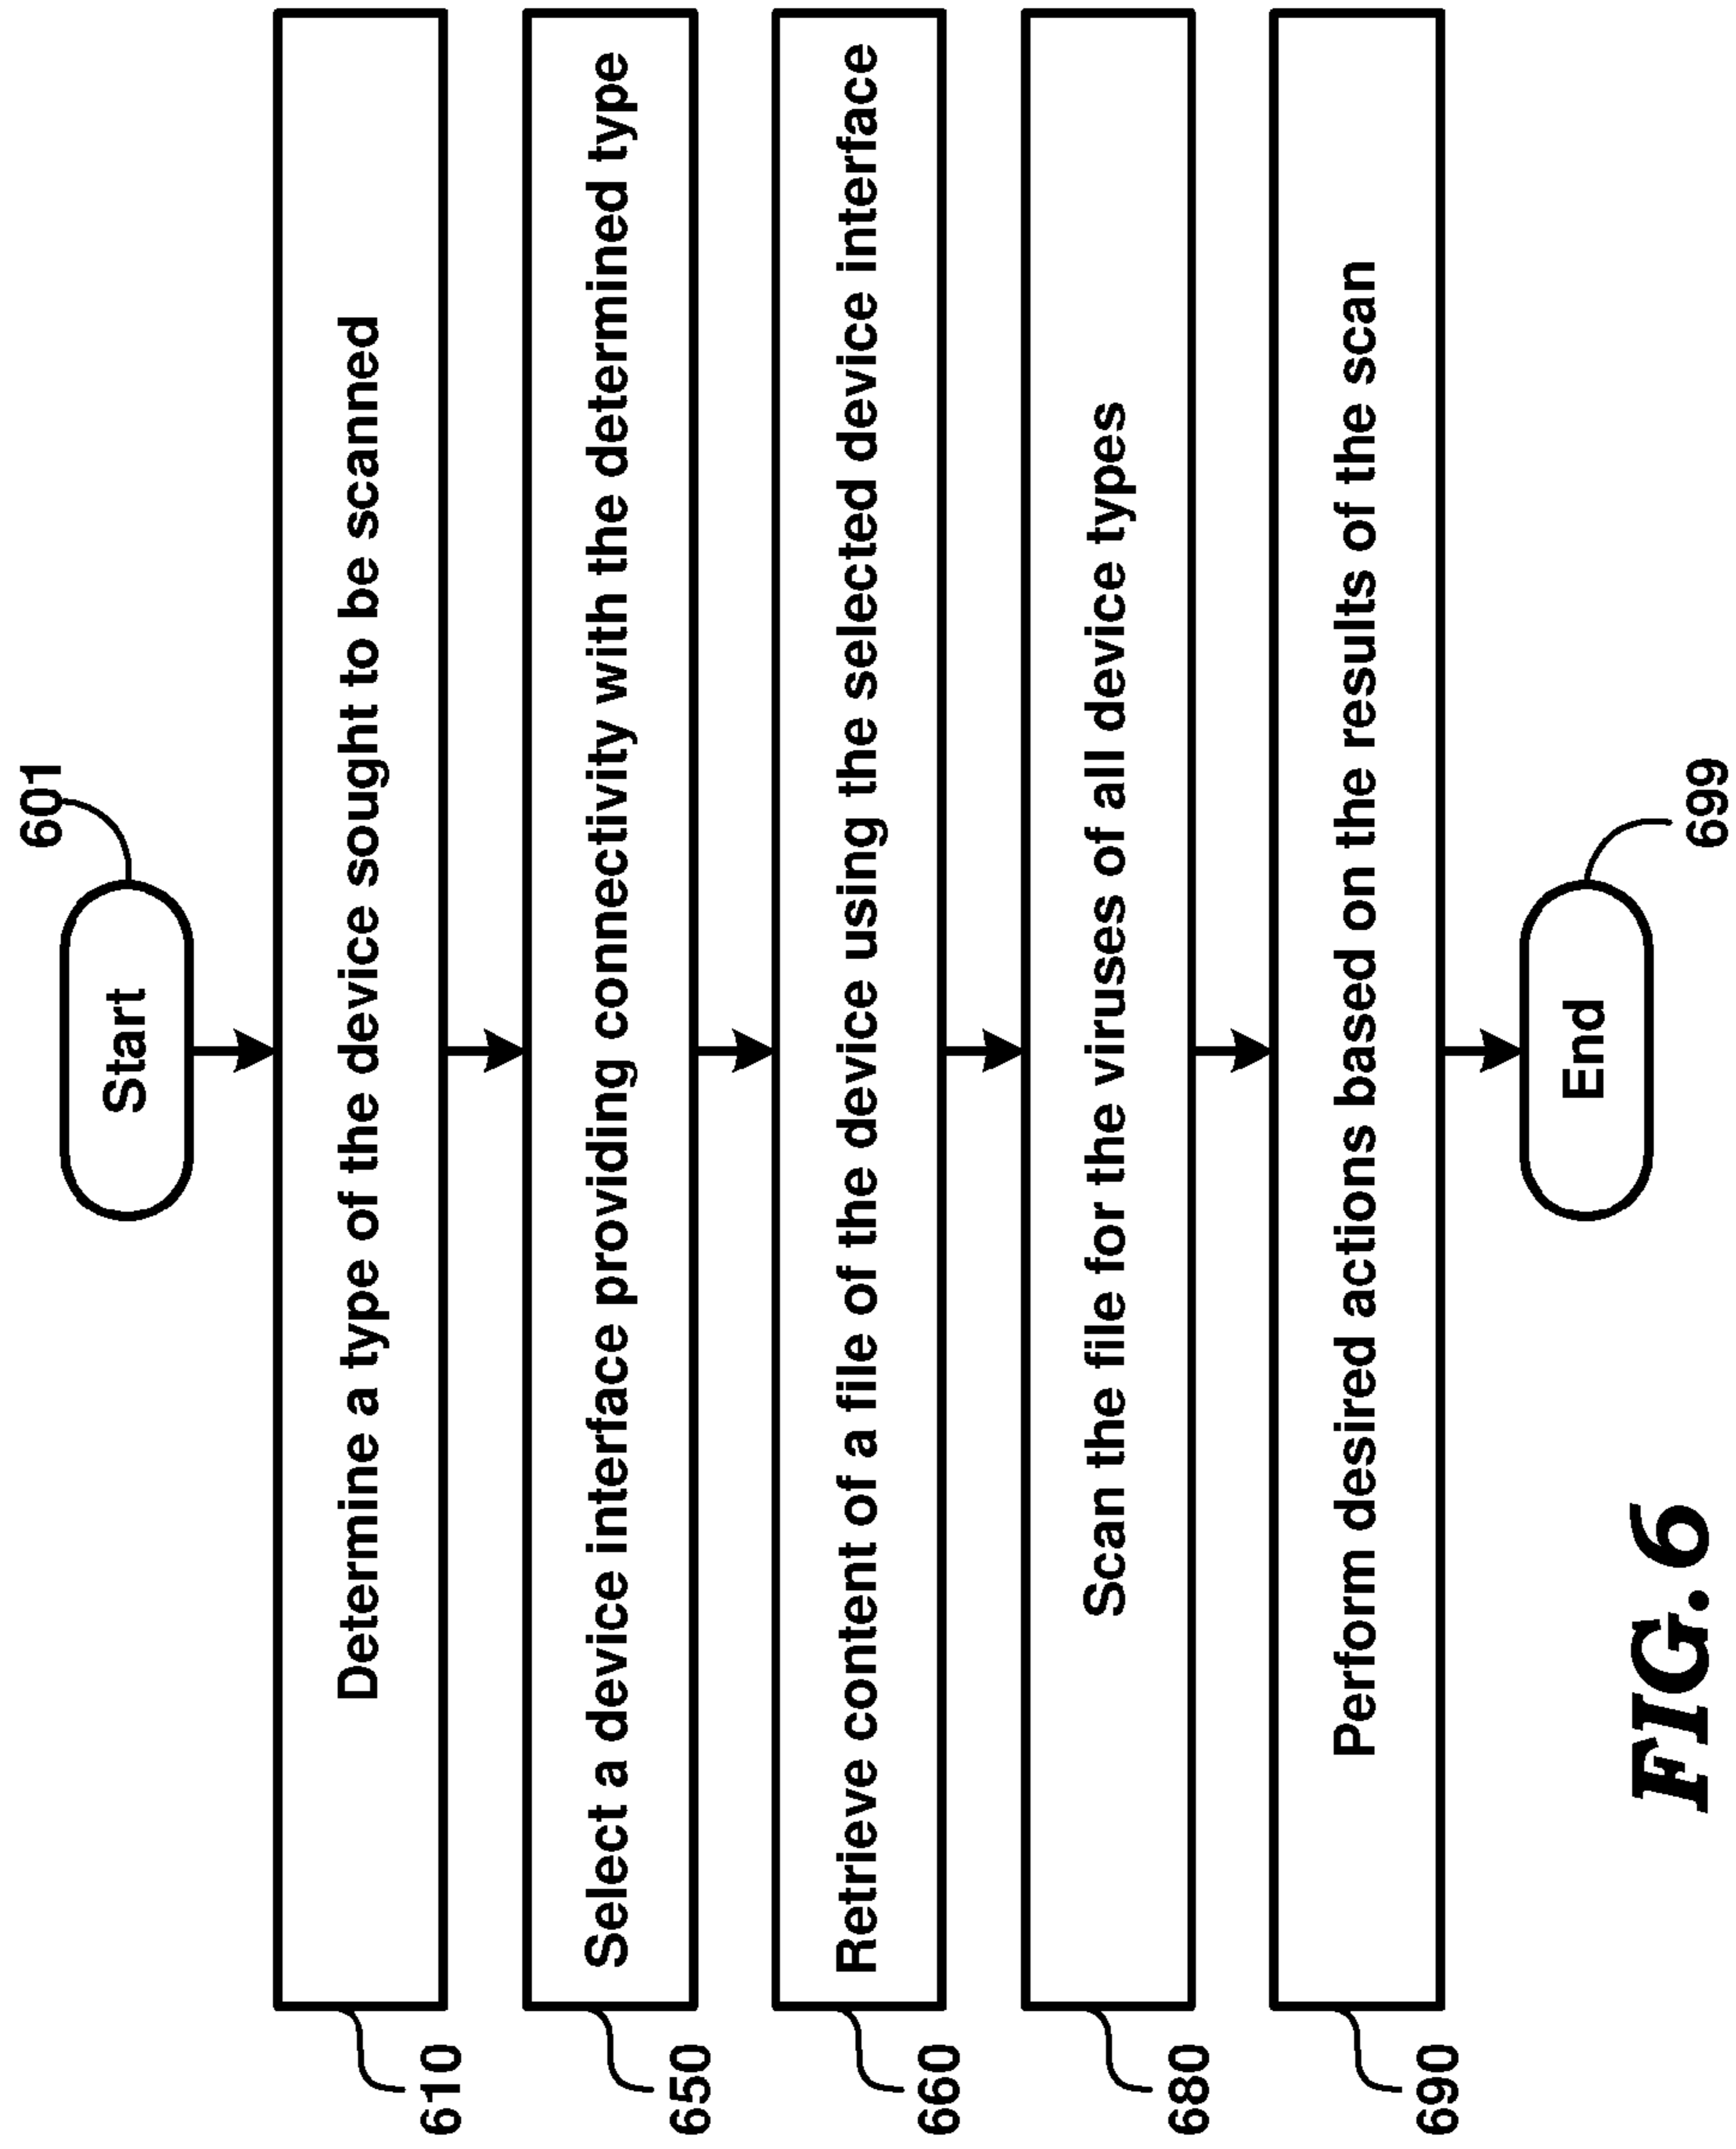 601
Start
Determine a type of the device sought to be scanned
610
Select a device interface providing connectivity with the determined type
650
Retrieve content of a file of the device using the selected device interface
660
Scan the file for the viruses of all device types
680
Perform desired actions based on the results of the scan
690
End
699
FIG. 6